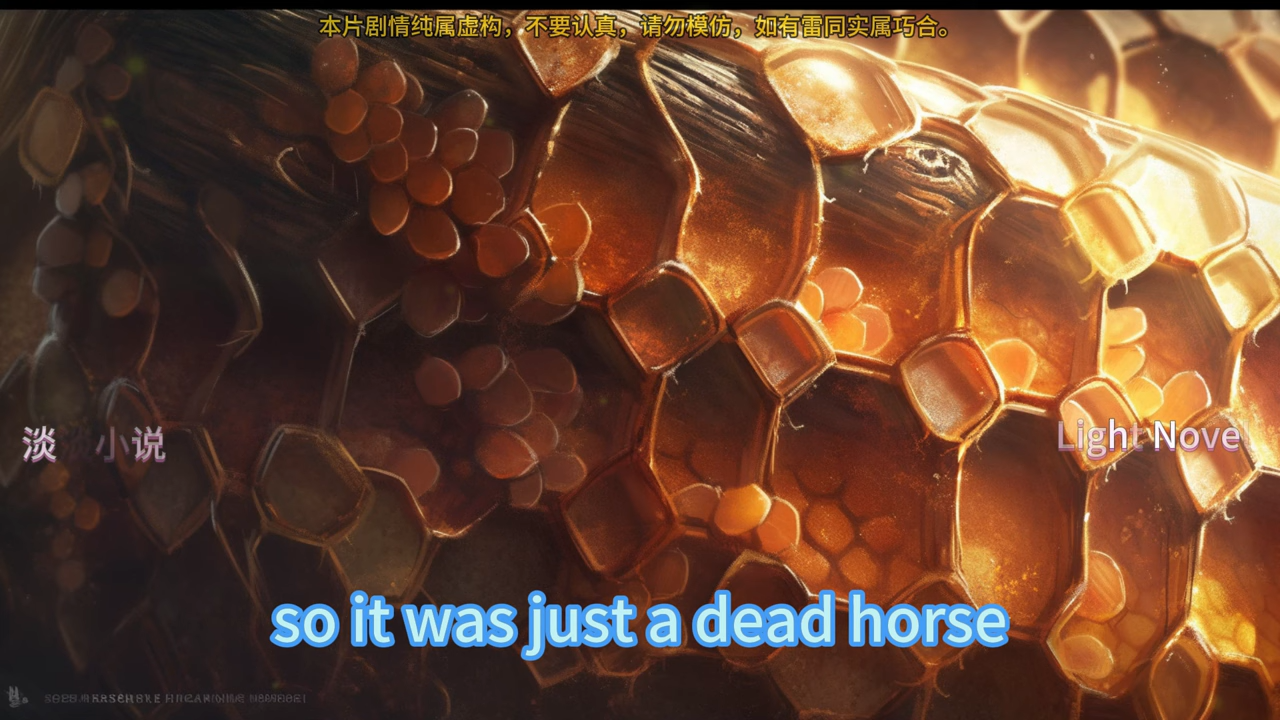 本片剧情纯属虚构，不要认真，请勿模仿，如有雷同实属巧合。
淡 小说
Light Nove
so it was just a dead horse